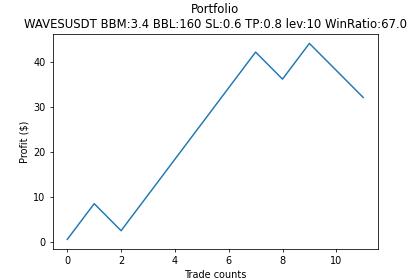 Portfolio
WAVESUSDT BBM:3.4 BBL:160 SL:0.6 TP:0.8 lev:10 WinRatio:67.0
40
30
20
10
0
Profit ($)
0 2 4 6 8 10
Trade counts